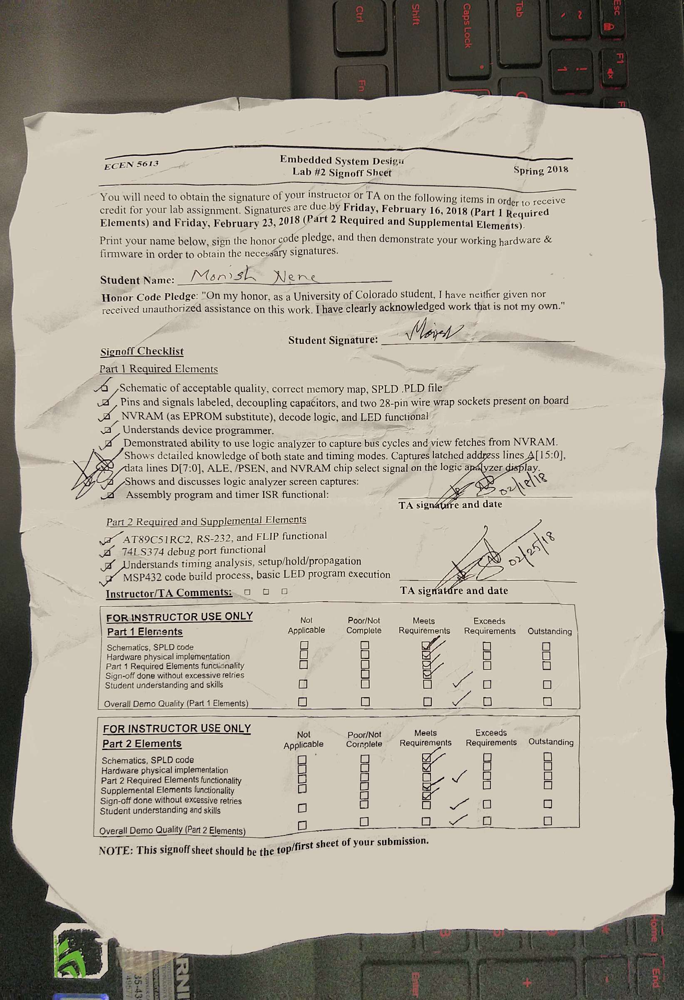 Esc
~
`
Tab
Caps Lock
Shift
Ctrl
F1
!
1
Fn
ECEN 5613
Embedded System Design
Lab #2 Signoff Sheet
Spring 2018
You will need to obtain the signature of your instructor or TA on the following items in order to receive
credit for your lab assignment. Signatures are due by Friday, February 16, 2018 (Part 1 Required
Elements) and Friday, February 23, 2018 (Part 2 Required and Supplemental Elements).
Print your name below, sign the honor code pledge, and then demonstrate your working hardware &
firmware in order to obtain the necessary signatures.
Student Name: Monish Nene
Honor Code Pledge: "On my honor, as a University of Colorado student, I have neither given nor
received unauthorized assistance on this work. I have clearly acknowledged work that is not my own."
Student Signature: Monish
Signoff Checklist
Part 1 Required Elements
Schematic of acceptable quality, correct memory map, SPLD .PLD file
Pins and signals labeled, decoupling capacitors, and two 28-pin wire wrap sockets present on board
NVRAM (as EPROM substitute), decode logic, and LED functional
Understands device programmer.
Demonstrated ability to use logic analyzer to capture bus cycles and view fetches from NVRAM.
Shows detailed knowledge of both state and timing modes. Captures latched address lines A[15:0],
data lines D[7:0], ALE, /PSEN, and NVRAM chip select signal on the logic analyzer display.
Shows and discusses logic analyzer screen captures:
Assembly program and timer ISR functional:
02/18/18
TA signature and date
Part 2 Required and Supplemental Elements
AT89C51RC2, RS-232, and FLIP functional
74LS374 debug port functional
Understands timing analysis, setup/hold/propagation
MSP432 code build process, basic LED program execution
02/25/18
TA signature and date
Instructor/TA Comments:
FOR INSTRUCTOR USE ONLY
Part 1 Elements
Not Applicable
Poor/Not Complete
Meets Requirements
Exceeds Requirements
Outstanding
Schematics, SPLD code
Hardware physical implementation
Part 1 Required Elements functionality
Sign-off done without excessive retries
Student understanding and skills
Overall Demo Quality (Part 1 Elements)
FOR INSTRUCTOR USE ONLY
Part 2 Elements
Not Applicable
Poor/Not Complete
Meets Requirements
Exceeds Requirements
Outstanding
Schematics, SPLD code
Hardware physical implementation
Part 2 Required Elements functionality
Supplemental Elements functionality
Sign-off done without excessive retries
Student understanding and skills
Overall Demo Quality (Part 2 Elements)
NOTE: This signoff sheet should be the top/first sheet of your submission.
Home
End
Enter
+
-